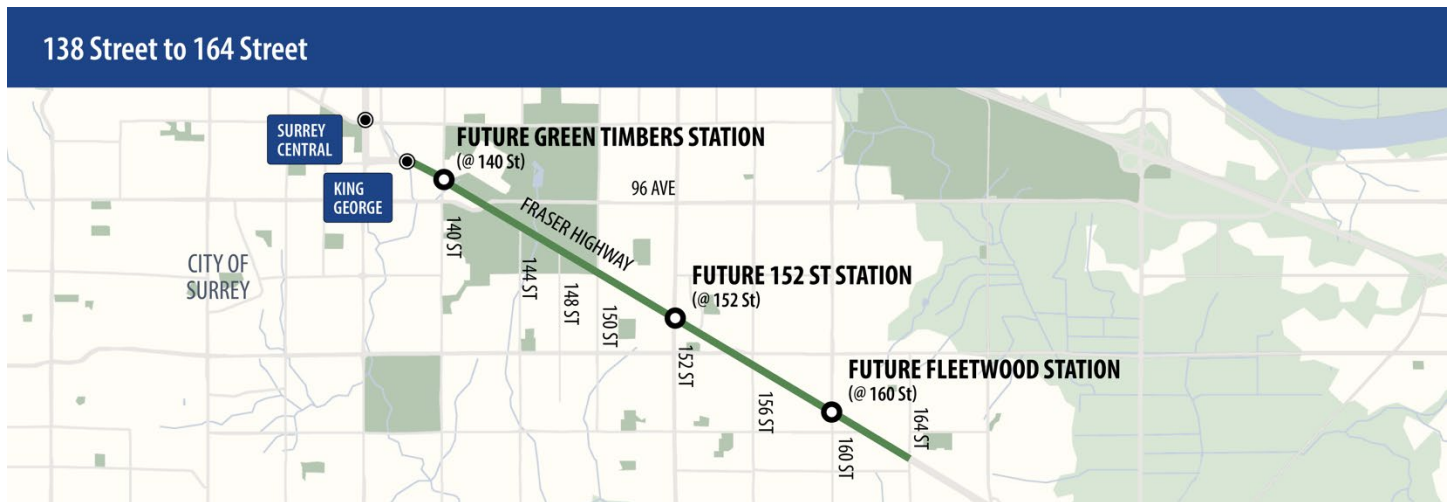 138 Street to 164 Street
SURREY
CENTRAL
FUTURE GREEN TIMBERS STATION
(@ 140 St)
KING
GEORGE
96 AVE
FRASER HIGHWAY
140 ST
CITY OF
SURREY
144 ST
148 ST
150 ST
FUTURE 152 ST STATION
(@ 152 St)
152 ST
FUTURE FLEETWOOD STATION
(@ 160 St)
156 ST
160 ST
164 ST